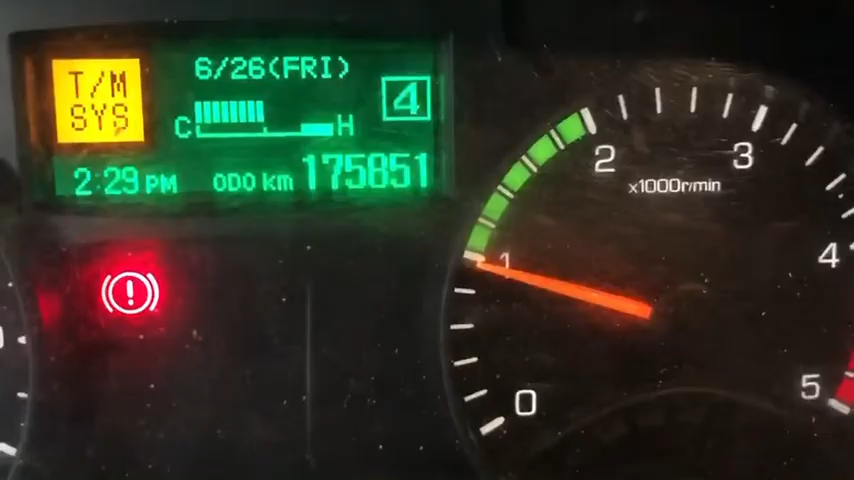 T/M
SYS
6/26(FRI)
4
C H
2:29 PM ODO km 175851
0
1
2
3
4
5
x1000r/min
!